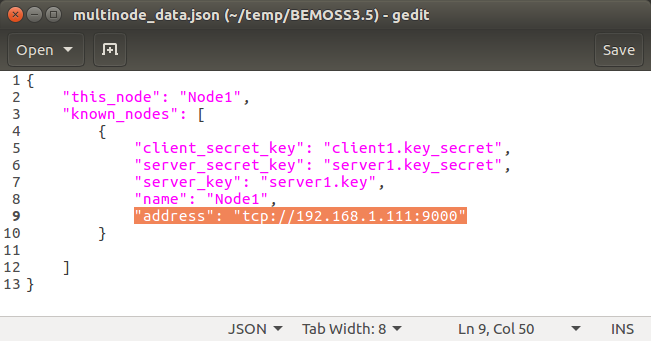 multinode_data.json (~/temp/BEMOSS3.5) - gedit
Open Save
1 {
2 "this_node": "Node1",
3 "known_nodes": [
4 {
5 "client_secret_key": "client1.key_secret",
6 "server_secret_key": "server1.key_secret",
7 "server_key": "server1.key",
8 "name": "Node1",
9 "address": "tcp://192.168.1.111:9000"
10 }
11
12 ]
13 }
JSON Tab Width: 8 Ln 9, Col 50 INS